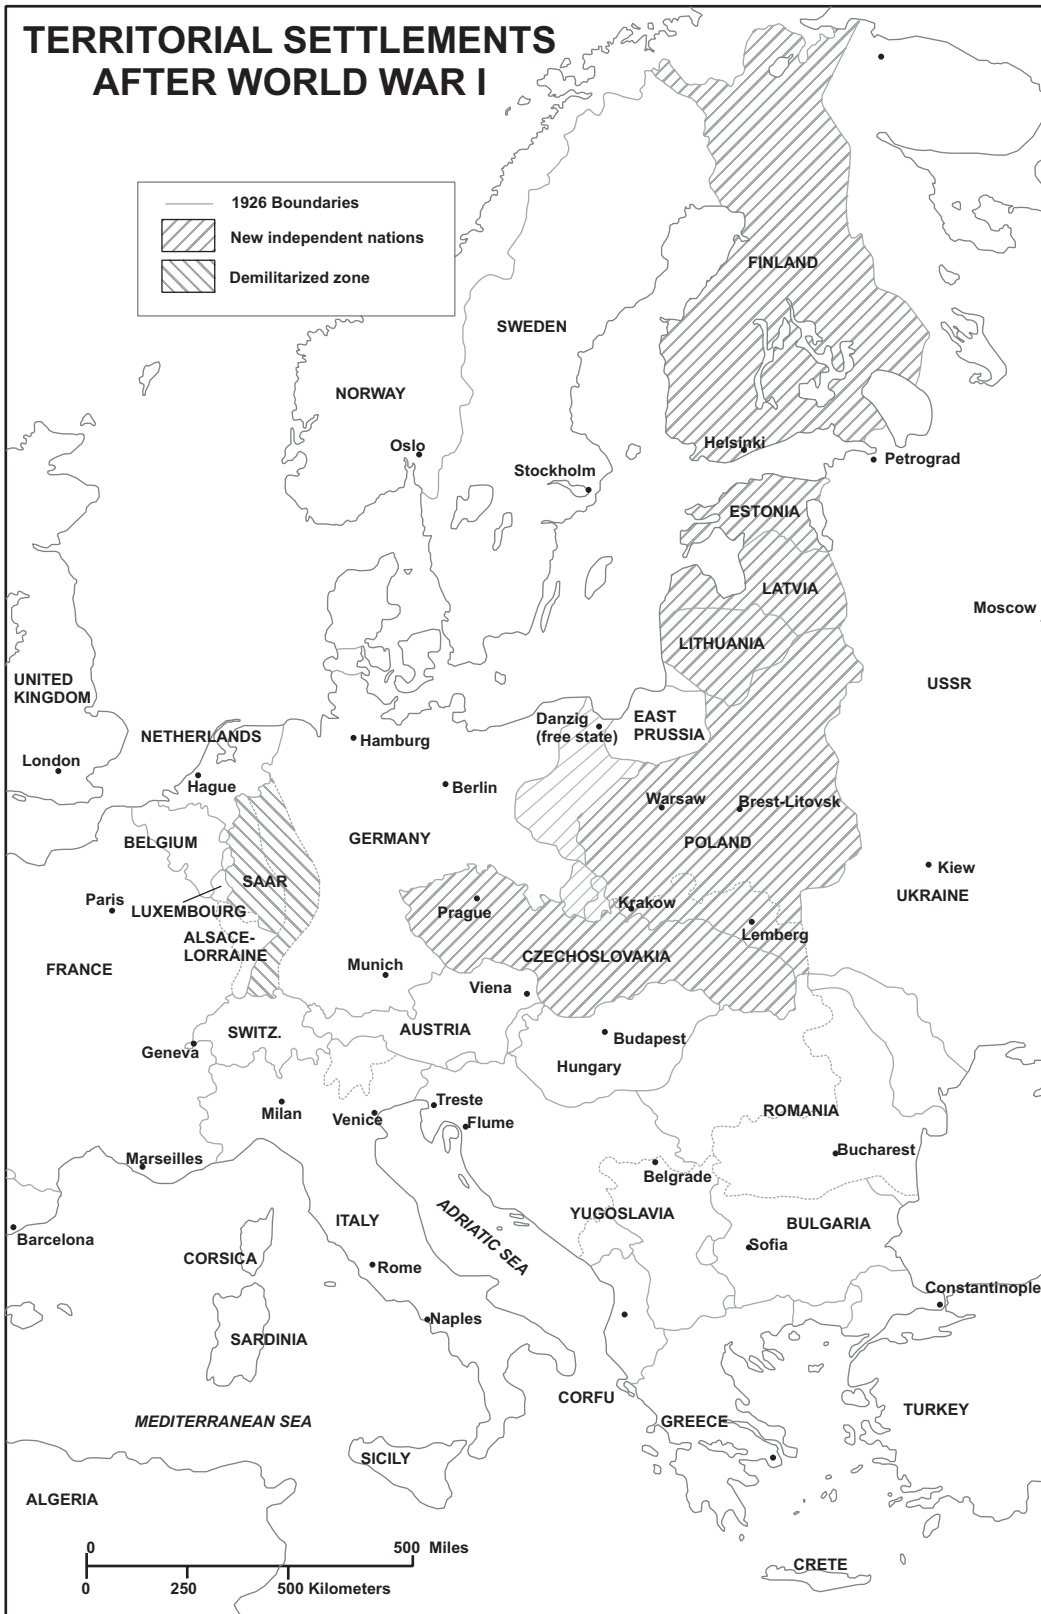 TERRITORIAL SETTLEMENTS
AFTER WORLD WAR I
1926 Boundaries
New independent nations
Demilitarized zone
FINLAND
SWEDEN
NORWAY
Oslo
Helsinki
Petrograd
Stockholm
ESTONIA
LATVIA
Moscow
LITHUANIA
UNITED
KINGDOM
USSR
Danzig
(free state)
EAST
PRUSSIA
NETHERLANDS
Hamburg
London
Hague
Berlin
Warsaw
Brest-Litovsk
BELGIUM
GERMANY
POLAND
Kiew
SAAR
UKRAINE
Paris
LUXEMBOURG
Prague
Krakow
Lemberg
ALSACE-
LORRAINE
CZECHOSLOVAKIA
FRANCE
Munich
Viena
SWITZ.
AUSTRIA
Budapest
Geneva
Hungary
Milan
Venice
Treste
Flume
ROMANIA
Marseilles
Bucharest
Belgrade
YUGOSLAVIA
ITALY
ADRIATIC SEA
BULGARIA
Barcelona
Sofia
CORSICA
Rome
Constantinople
Naples
SARDINIA
CORFU
MEDITERRANEAN SEA
GREECE
TURKEY
SICILY
ALGERIA
0 500 Miles
CRETE
0 250 500 Kilometers